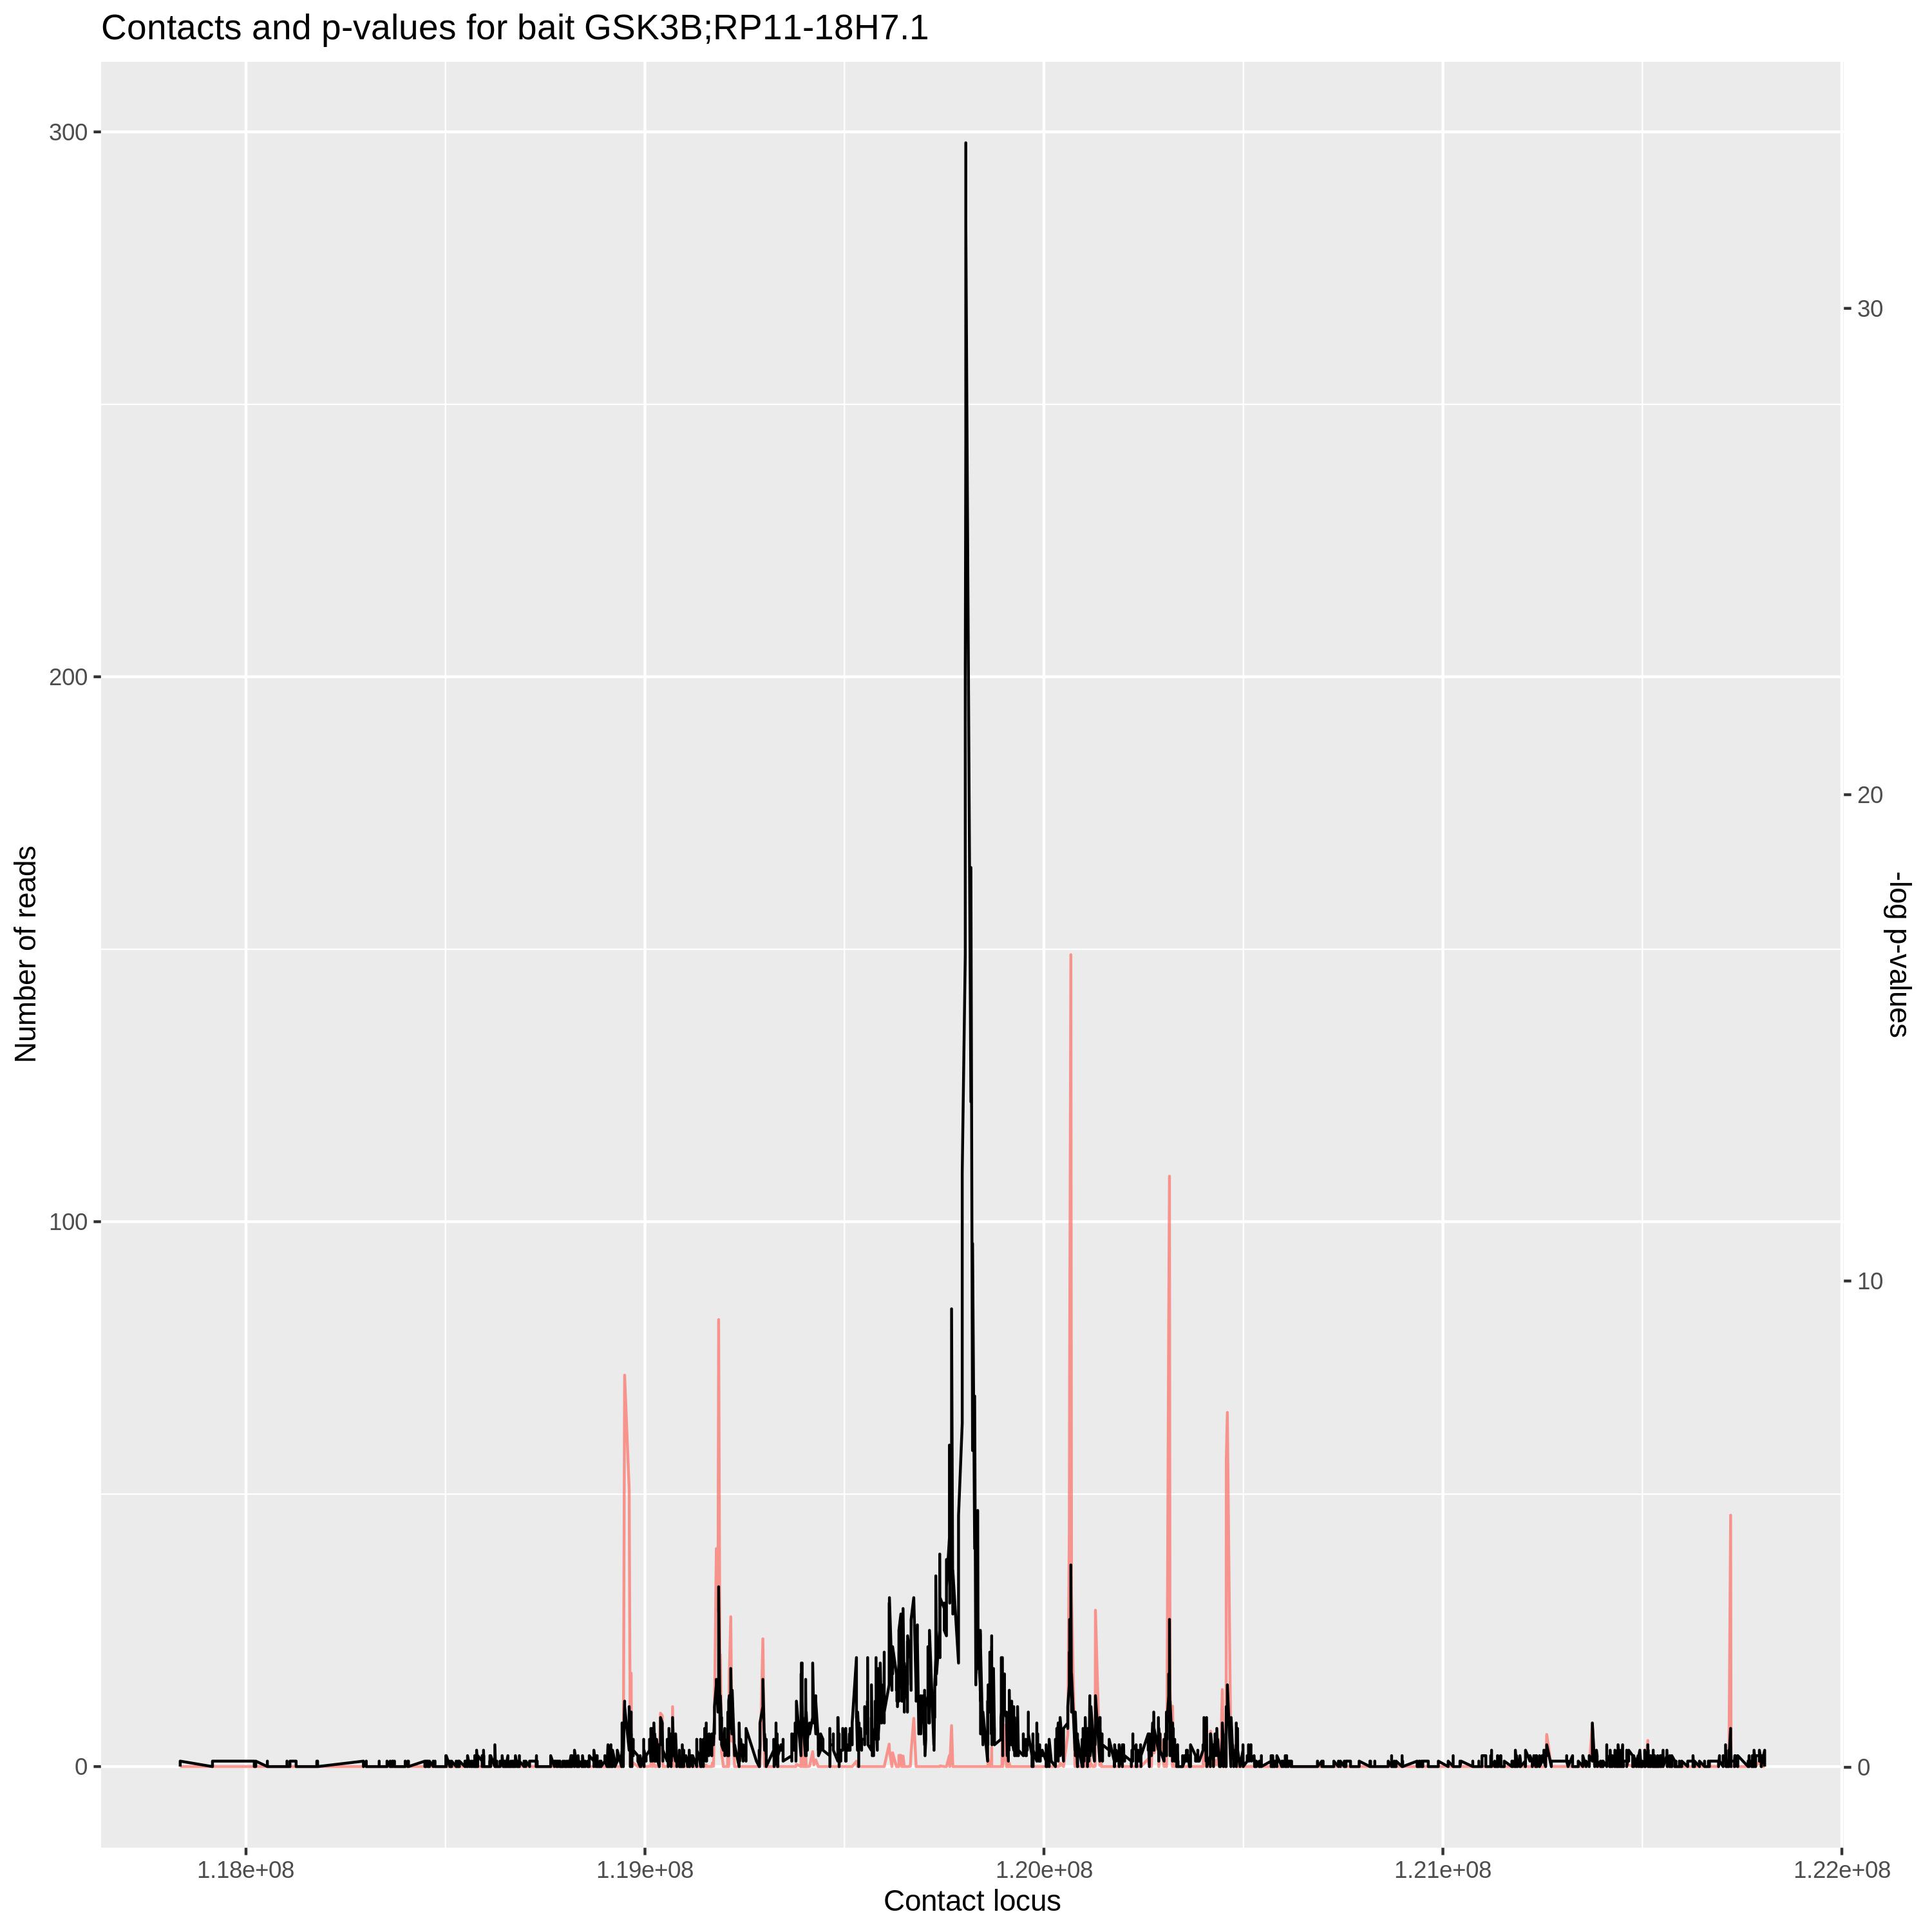 Contacts and p-values for bait GSK3B;RP11-18H7.1
300
200
100
0
Number of reads
30
20
10
0
-log p-values
1.18e+08 1.19e+08 1.20e+08 1.21e+08 1.22e+08
Contact locus